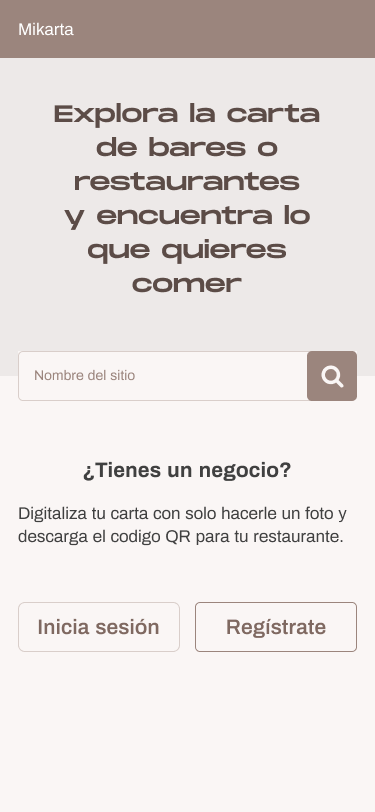 Mikarta
Explora la carta
de bares o
restaurantes
y encuentra lo
que quieres
comer
Nombre del sitio
¿Tienes un negocio?
Digitaliza tu carta con solo hacerle un foto y
descarga el codigo QR para tu restaurante.
Inicia sesión
Regístrate